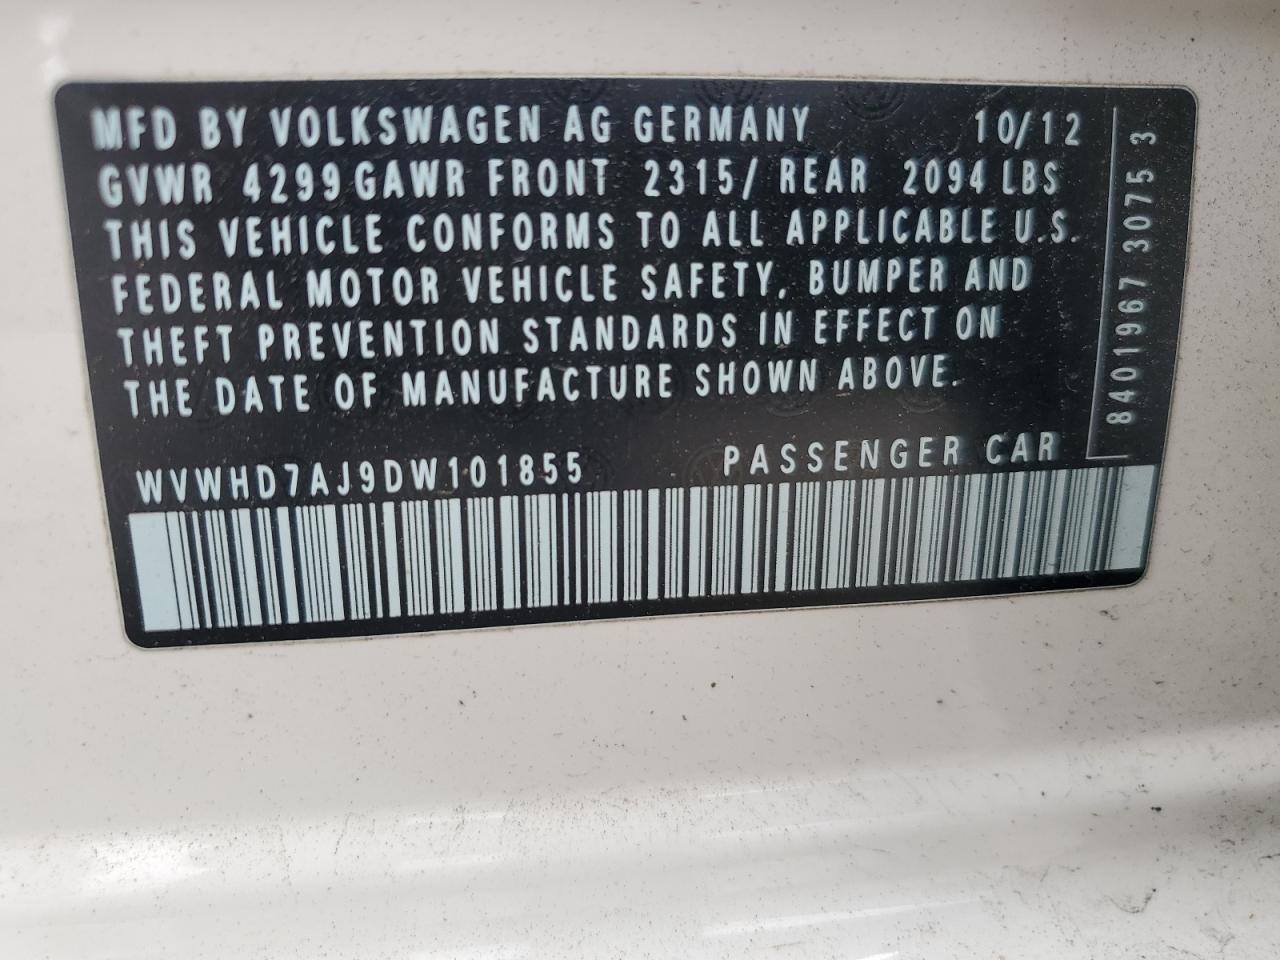 MFD BY VOLKSWAGEN AG GERMANY 10/12
GVWR 4299 GAWR FRONT 2315/ REAR 2094 LBS
THIS VEHICLE CONFORMS TO ALL APPLICABLE U.S.
FEDERAL MOTOR VEHICLE SAFETY, BUMPER AND
THEFT PREVENTION STANDARDS IN EFFECT ON
THE DATE OF MANUFACTURE SHOWN ABOVE.
WVWHD7AJ9DW101855 PASSENGER CAR
8401967 3075 3